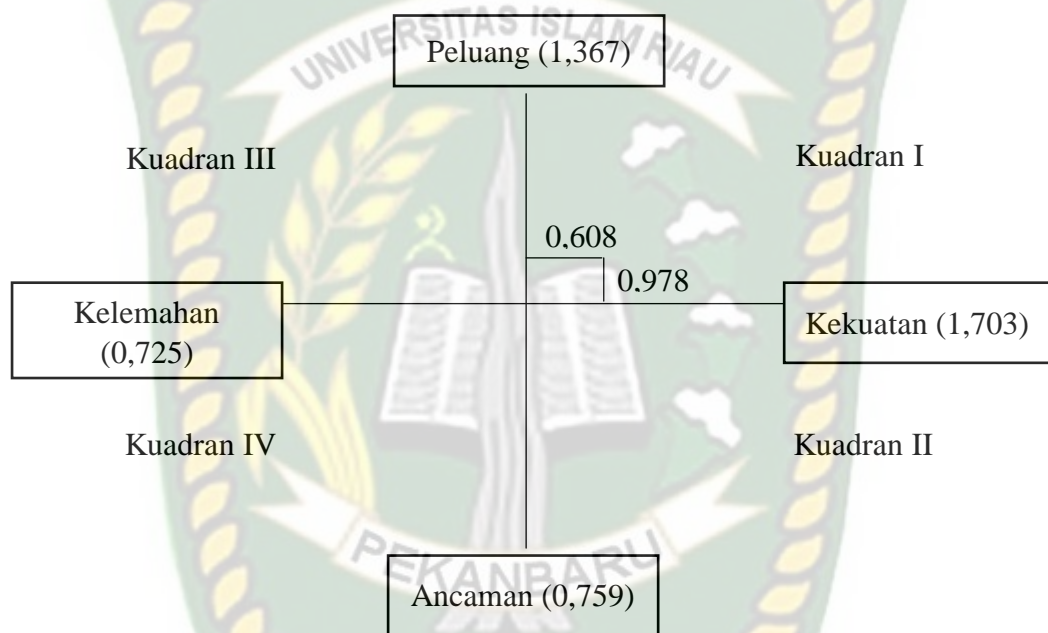 UNIVERSITAS ISLAM RIAU
Peluang (1,367)
Kuadran III
Kuadran I
0,608
0,978
Kelemahan
(0,725)
Kekuatan (1,703)
Kuadran IV
Kuadran II
PEKANBARU
Ancaman (0,759)